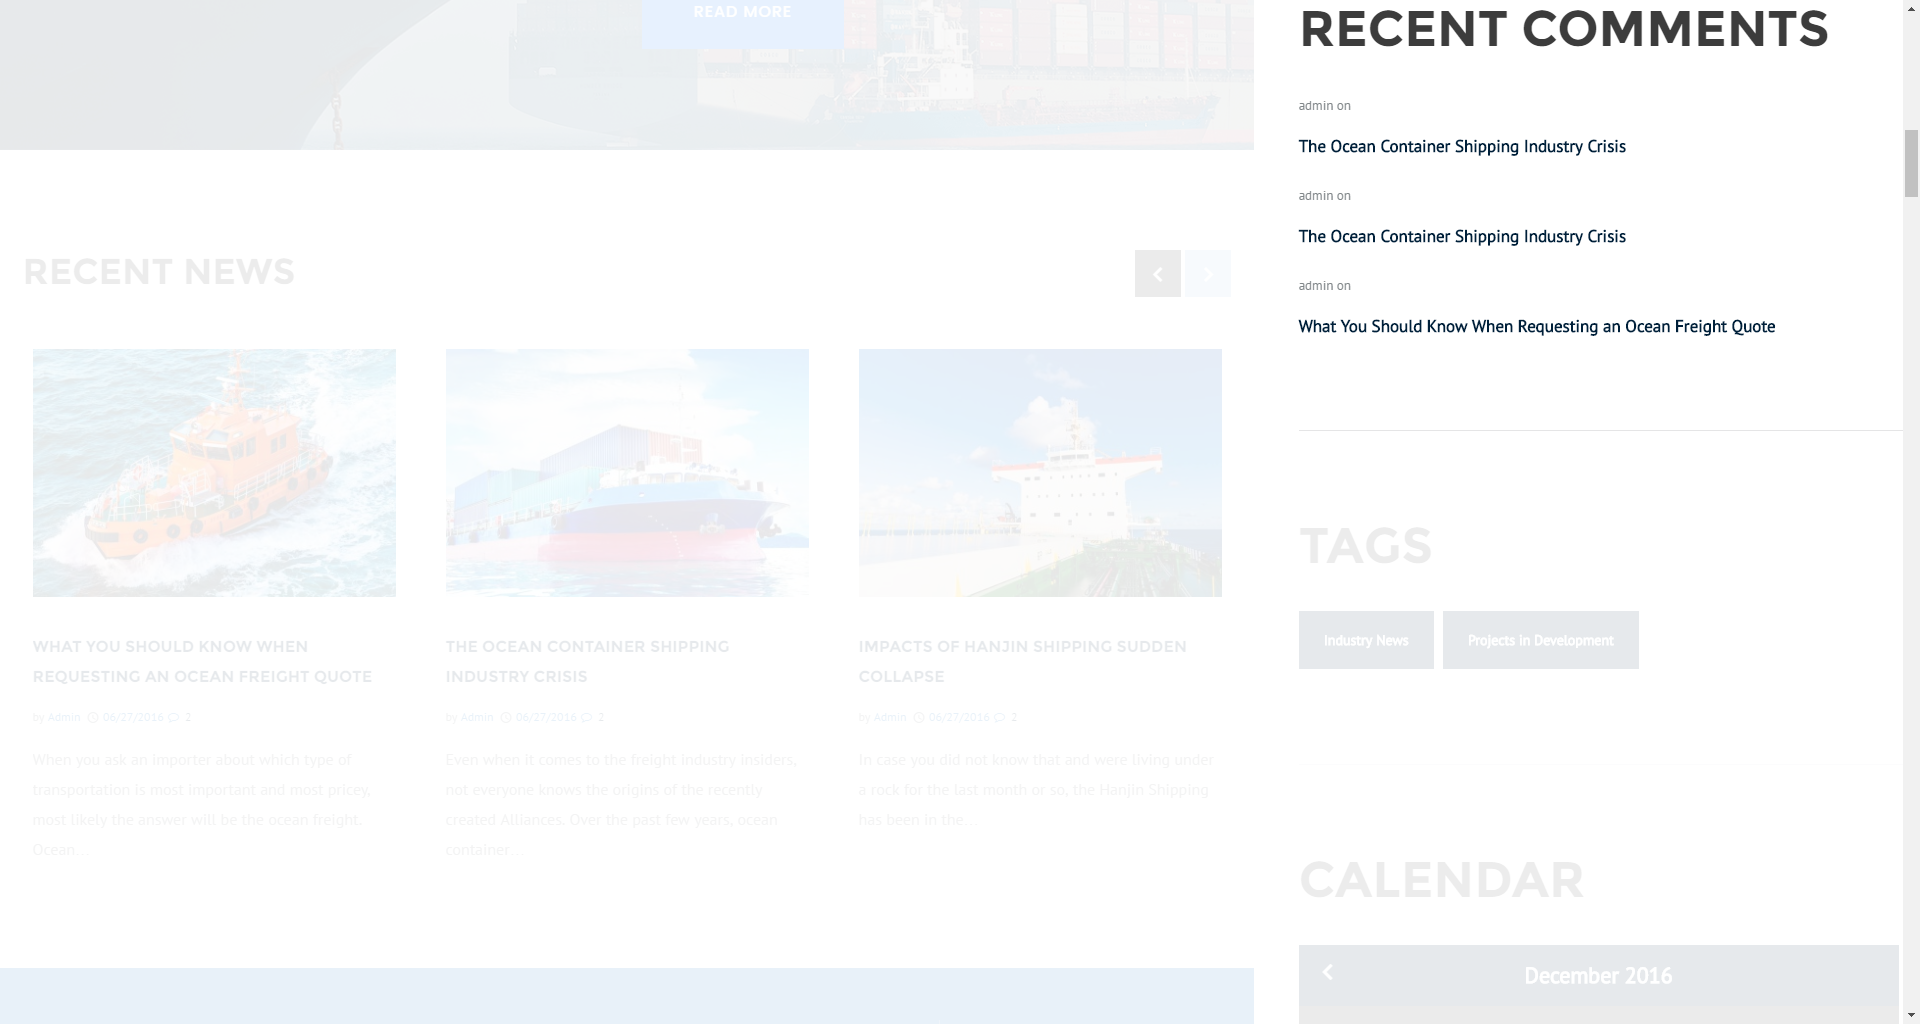 READ MORE
RECENT NEWS
WHAT YOU SHOULD KNOW WHEN
REQUESTING AN OCEAN FREIGHT QUOTE
by Admin 06/27/2016 2
When you ask an importer about which type of
transportation is most important and most pricey,
most likely the answer will be the ocean freight.
Ocean...
THE OCEAN CONTAINER SHIPPING
INDUSTRY CRISIS
by Admin 06/27/2016 2
Even when it comes to the freight industry insiders,
not everyone knows the origins of the recently
created Alliances. Over the past few years, ocean
container...
IMPACTS OF HANJIN SHIPPING SUDDEN
COLLAPSE
by Admin 06/27/2016 2
In case you did not know that and were living under
a rock for the last month or so, the Hanjin Shipping
has been in the...
RECENT COMMENTS
admin on
The Ocean Container Shipping Industry Crisis
admin on
The Ocean Container Shipping Industry Crisis
admin on
What You Should Know When Requesting an Ocean Freight Quote
TAGS
Industry News
Projects in Development
CALENDAR
December 2016